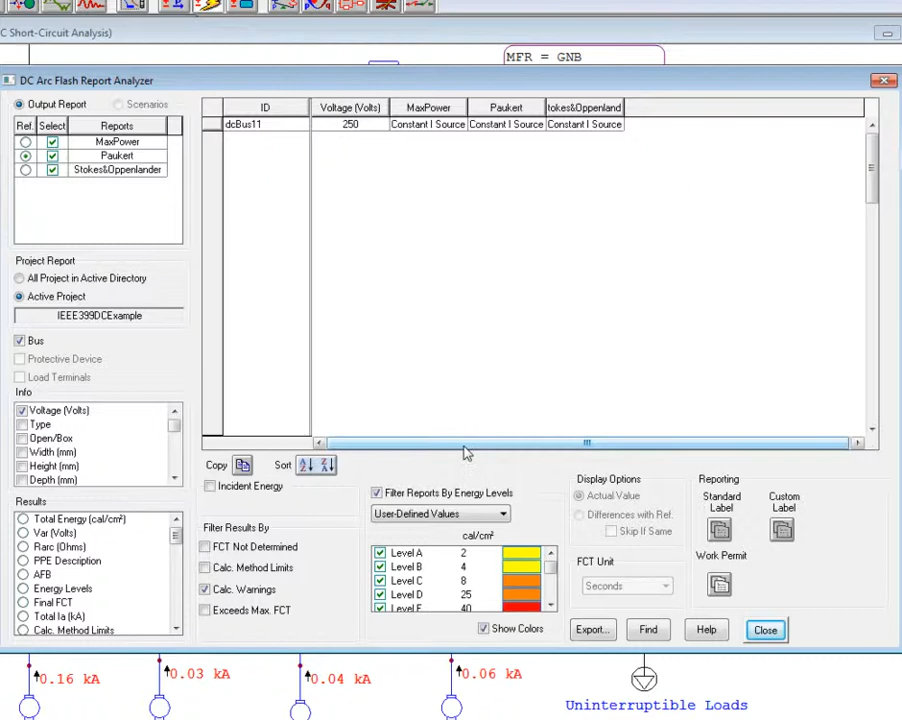 C Short-Circuit Analysis)
MFR = GNB
DC Arc Flash Report Analyzer
Output Report
Scenarios
Ref. Select Reports
MaxPower
Paukert
Stokes&Oppenlander
ID Voltage (Volts) MaxPower Paukert tokes&Oppenland
dcBus11 250 Constant I Source Constant I Source Constant I Source
Project Report
All Project in Active Directory
Active Project
IEEE399DCExample
Bus
Protective Device
Load Terminals
Info
Voltage (Volts)
Type
Open/Box
Width (mm)
Height (mm)
Depth (mm)
Results
Total Energy (cal/cm²)
Var (Volts)
Rarc (Ohms)
PPE Description
AFB
Energy Levels
Final FCT
Total Ia (kA)
Calc. Method Limits
Copy
Sort
Incident Energy
Filter Results By
FCT Not Determined
Calc. Method Limits
Calc. Warnings
Exceeds Max. FCT
Filter Reports By Energy Levels
User-Defined Values
cal/cm²
Level A 2
Level B 4
Level C 8
Level D 25
Level E 40
Show Colors
Display Options
Actual Value
Differences with Ref.
Skip If Same
FCT Unit
Seconds
Reporting
Standard Label
Custom Label
Work Permit
Export... Find Help Close
0.16 kA
0.03 kA
0.04 kA
0.06 kA
Uninterruptible Loads